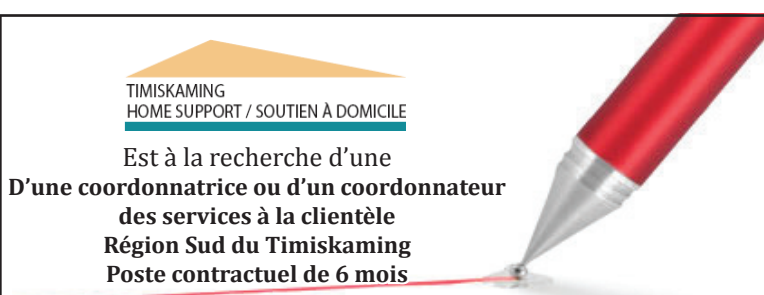 TIMISKAMING
HOME SUPPORT / SOUTIEN À DOMICILE
Est à la recherche d’une
D’une coordonnatrice ou d’un coordonnateur
des services à la clientèle
Région Sud du Timiskaming
Poste contractuel de 6 mois